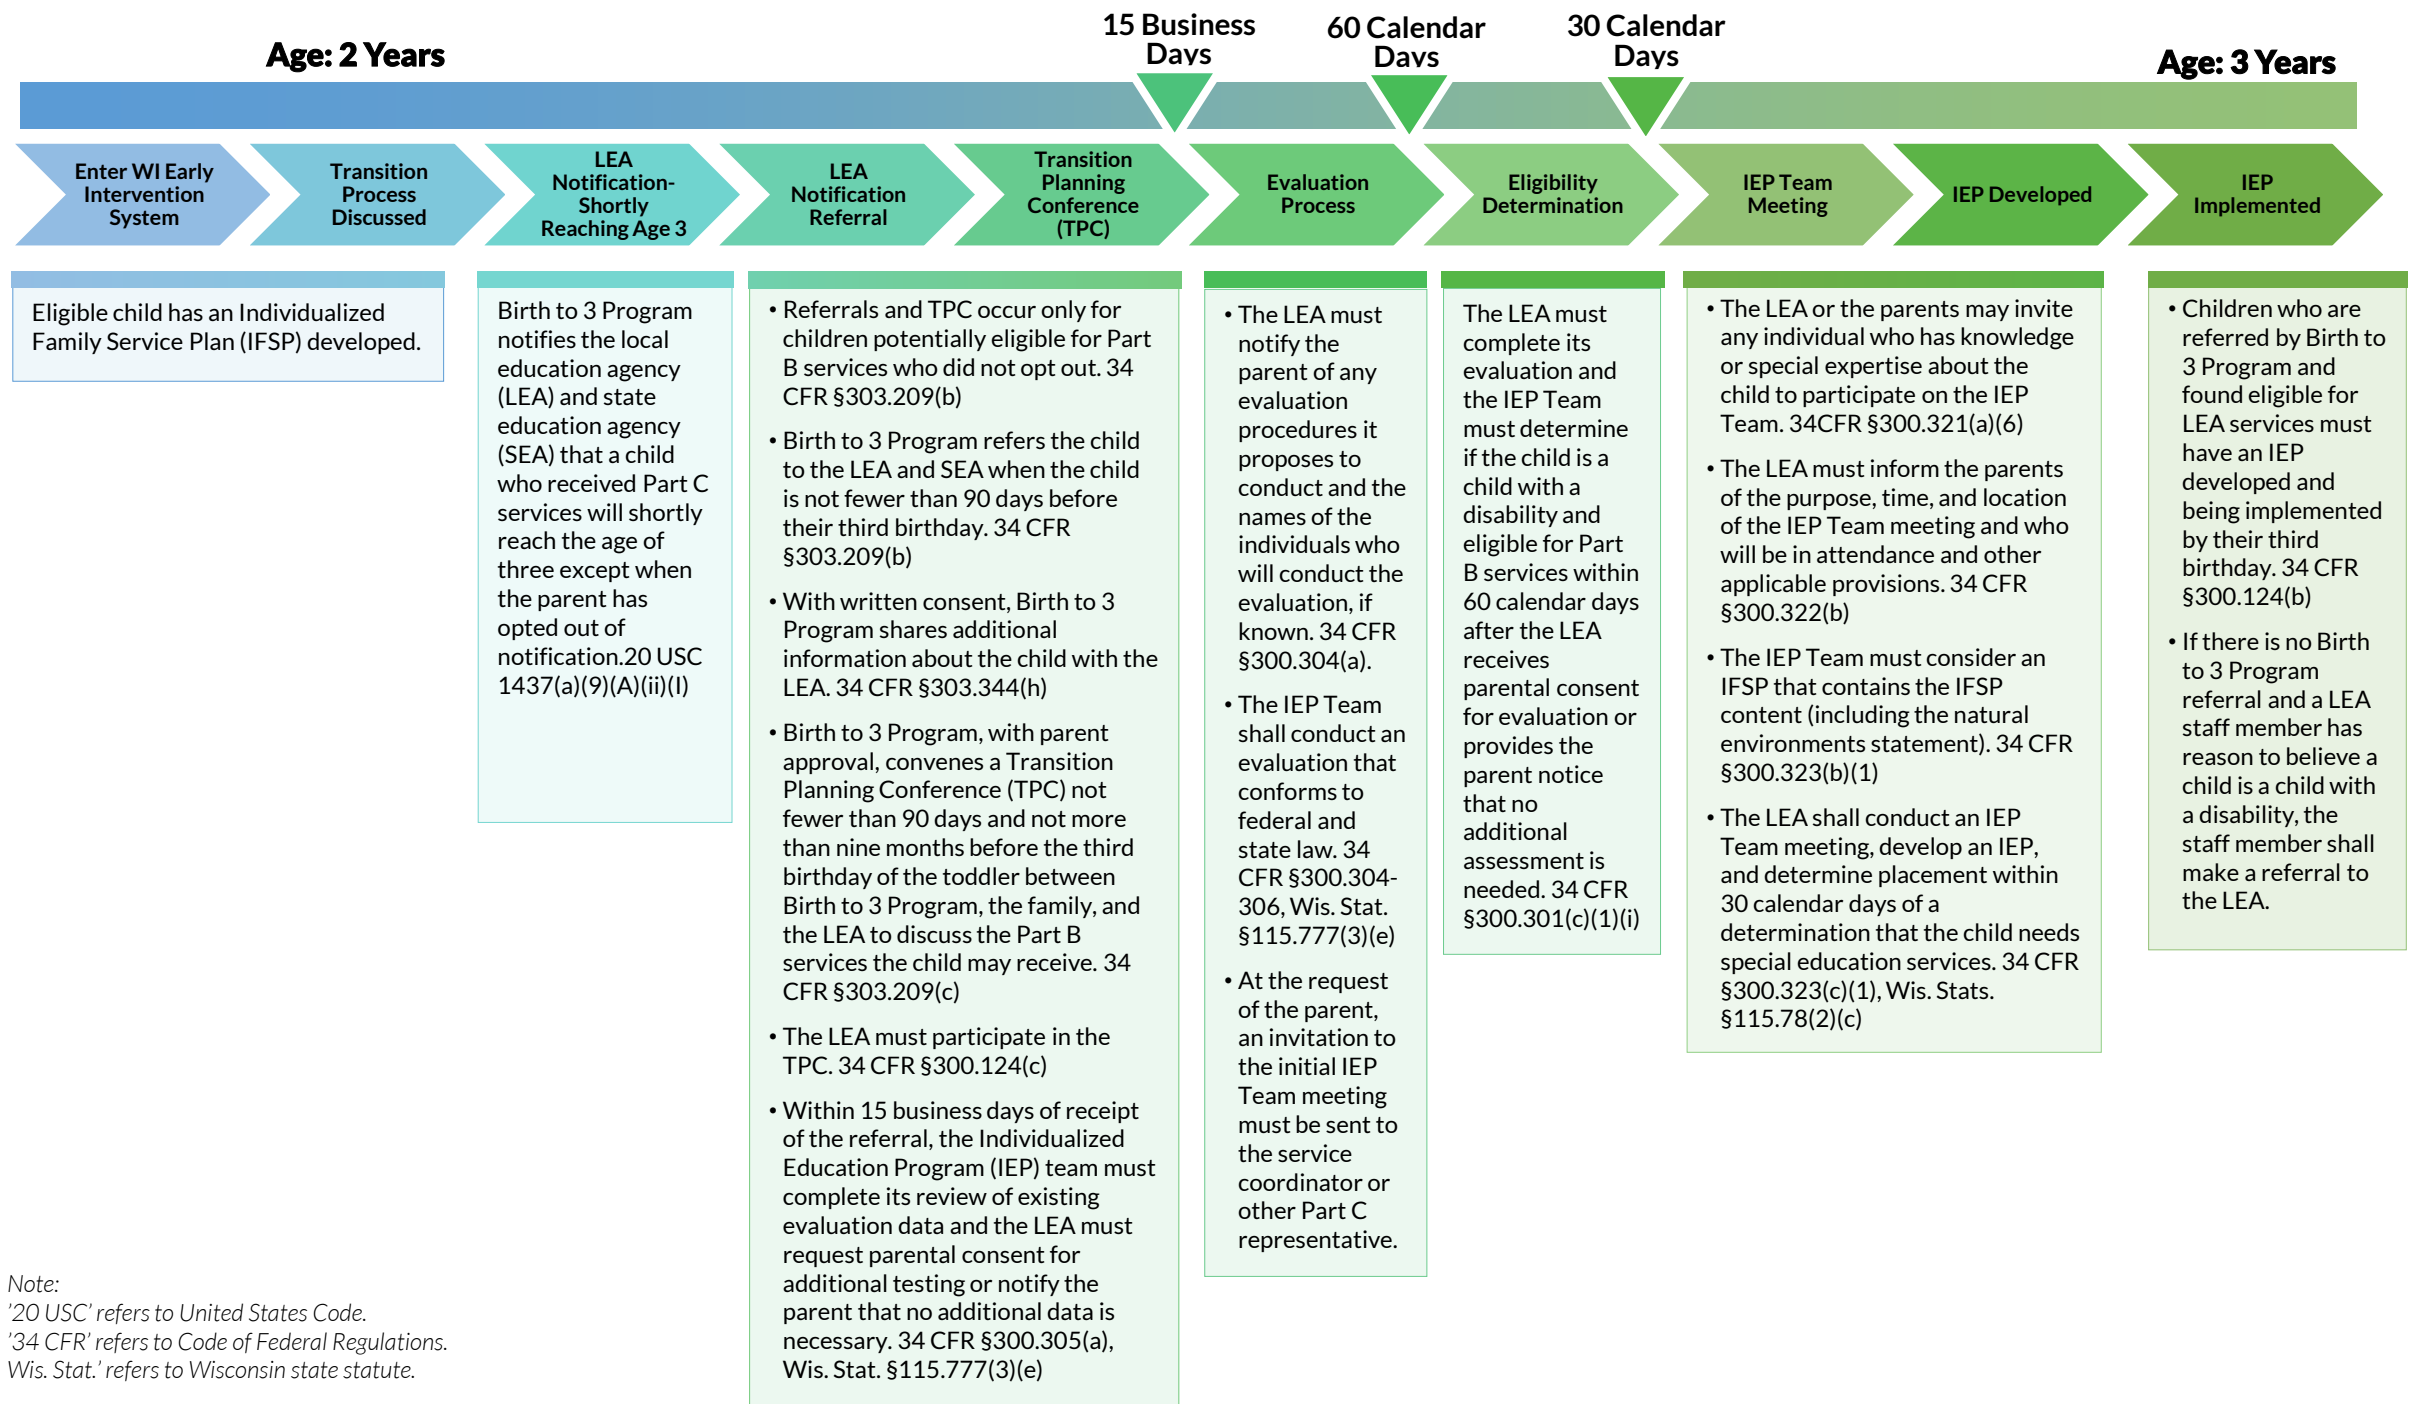 Age: 2 Years
15 Business
Days
60 Calendar
Days
30 Calendar
Days
Age: 3 Years
Enter WI Early
Intervention
System
Transition
Process
Discussed
LEA
Notification-
Shortly
Reaching Age 3
LEA
Notification
Referral
Transition
Planning
Conference
(TPC)
Evaluation
Process
Eligibility
Determination
IEP Team
Meeting
IEP Developed
IEP
Implemented
Eligible child has an Individualized
Family Service Plan (IFSP) developed.
Birth to 3 Program
notifies the local
education agency
(LEA) and state
education agency
(SEA) that a child
who received Part C
services will shortly
reach the age of
three except when
the parent has
opted out of
notification.20 USC
1437(a)(9)(A)(ii)(I)
• Referrals and TPC occur only for
children potentially eligible for Part
B services who did not opt out. 34
CFR §303.209(b)
• Birth to 3 Program refers the child
to the LEA and SEA when the child
is not fewer than 90 days before
their third birthday. 34 CFR
§303.209(b)
• With written consent, Birth to 3
Program shares additional
information about the child with the
LEA. 34 CFR §303.344(h)
• Birth to 3 Program, with parent
approval, convenes a Transition
Planning Conference (TPC) not
fewer than 90 days and not more
than nine months before the third
birthday of the toddler between
Birth to 3 Program, the family, and
the LEA to discuss the Part B
services the child may receive. 34
CFR §303.209(c)
• The LEA must participate in the
TPC. 34 CFR §300.124(c)
• Within 15 business days of receipt
of the referral, the Individualized
Education Program (IEP) team must
complete its review of existing
evaluation data and the LEA must
request parental consent for
additional testing or notify the
parent that no additional data is
necessary. 34 CFR §300.305(a),
Wis. Stat. §115.777(3)(e)
• The LEA must
notify the
parent of any
evaluation
procedures it
proposes to
conduct and the
names of the
individuals who
will conduct the
evaluation, if
known. 34 CFR
§300.304(a).
• The IEP Team
shall conduct an
evaluation that
conforms to
federal and
state law. 34
CFR §300.304-
306, Wis. Stat.
§115.777(3)(e)
• At the request
of the parent,
an invitation to
the initial IEP
Team meeting
must be sent to
the service
coordinator or
other Part C
representative.
The LEA must
complete its
evaluation and
the IEP Team
must determine
if the child is a
child with a
disability and
eligible for Part
B services within
60 calendar days
after the LEA
receives
parental consent
for evaluation or
provides the
parent notice
that no
additional
assessment is
needed. 34 CFR
§300.301(c)(1)(i)
• The LEA or the parents may invite
any individual who has knowledge
or special expertise about the
child to participate on the IEP
Team. 34CFR §300.321(a)(6)
• The LEA must inform the parents
of the purpose, time, and location
of the IEP Team meeting and who
will be in attendance and other
applicable provisions. 34 CFR
§300.322(b)
• The IEP Team must consider an
IFSP that contains the IFSP
content (including the natural
environments statement). 34 CFR
§300.323(b)(1)
• The LEA shall conduct an IEP
Team meeting, develop an IEP,
and determine placement within
30 calendar days of a
determination that the child needs
special education services. 34 CFR
§300.323(c)(1), Wis. Stats.
§115.78(2)(c)
• Children who are
referred by Birth to
3 Program and
found eligible for
LEA services must
have an IEP
developed and
being implemented
by their third
birthday. 34 CFR
§300.124(b)
• If there is no Birth
to 3 Program
referral and a LEA
staff member has
reason to believe a
child is a child with
a disability, the
staff member shall
make a referral to
the LEA.
Note:
’20 USC’ refers to United States Code.
’34 CFR’ refers to Code of Federal Regulations.
Wis. Stat.’ refers to Wisconsin state statute.